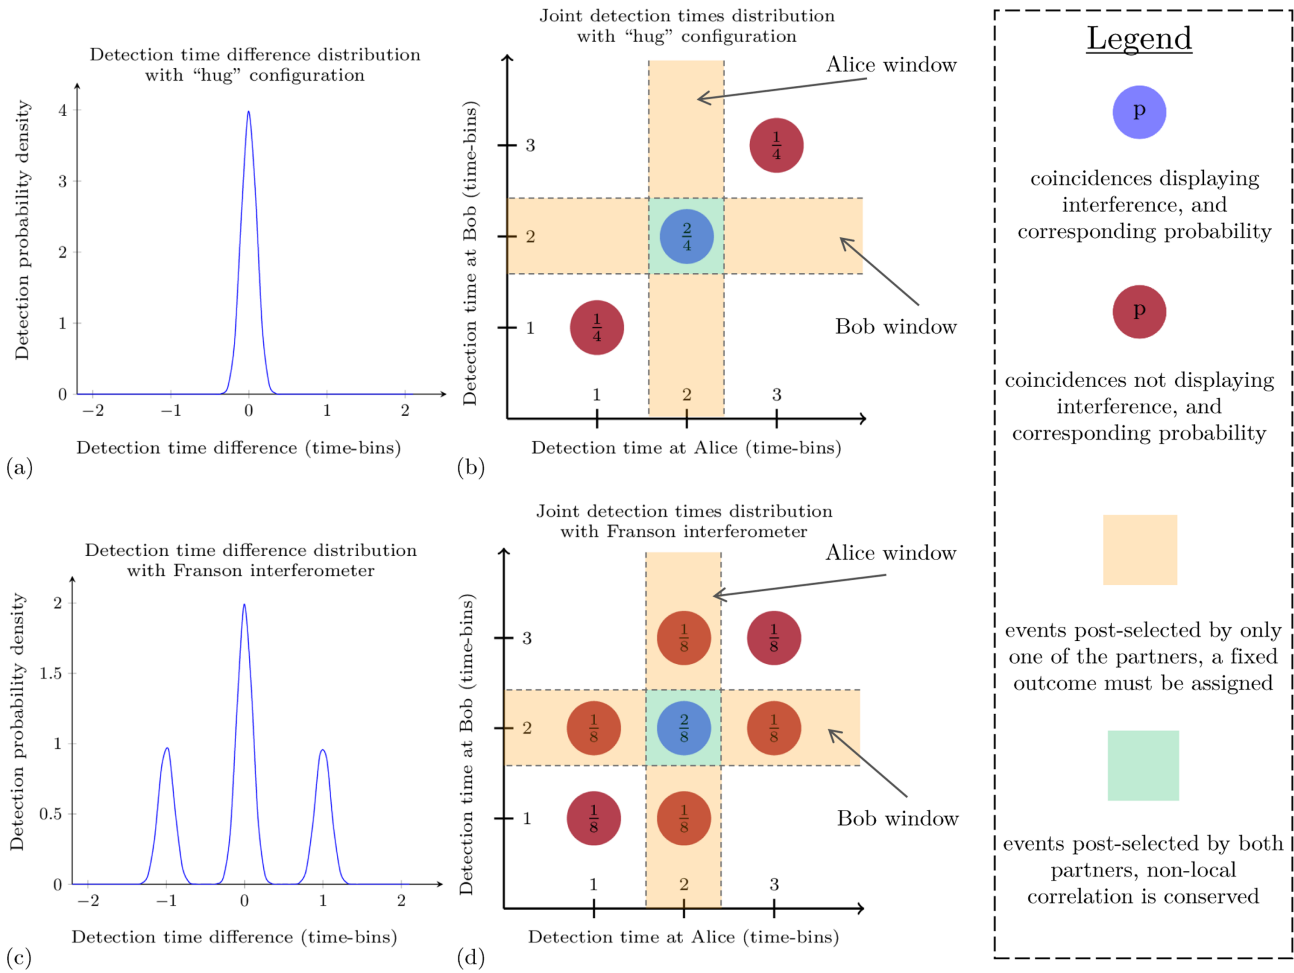 Detection time difference distribution
with “hug” configuration
Detection probability density
4
3
2
1
0
−2
−1
0
1
2
Detection time difference (time-bins)
(a)
Joint detection times distribution
with “hug” configuration
Alice window
Detection time at Bob (time-bins)
3
2
1
1/4
2/4
1/4
Bob window
1
2
3
Detection time at Alice (time-bins)
(b)
Detection time difference distribution
with Franson interferometer
Detection probability density
2
1.5
1
0.5
0
−2
−1
0
1
2
Detection time difference (time-bins)
(c)
Joint detection times distribution
with Franson interferometer
Alice window
Detection time at Bob (time-bins)
3
1/8
1/8
2
1/8
2/8
1/8
1
1/8
1/8
Bob window
1
2
3
Detection time at Alice (time-bins)
(d)
Legend
p
coincidences displaying
interference, and
corresponding probability
p
coincidences not displaying
interference, and
corresponding probability
events post-selected by only
one of the partners, a fixed
outcome must be assigned
events post-selected by both
partners, non-local
correlation is conserved